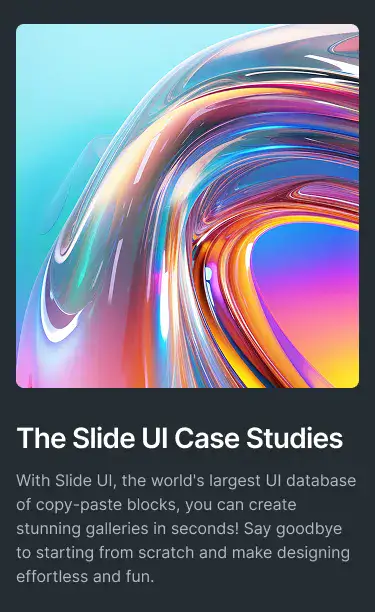 The Slide UI Case Studies
With Slide UI, the world's largest UI database
of copy-paste blocks, you can create
stunning galleries in seconds! Say goodbye
to starting from scratch and make designing
effortless and fun.